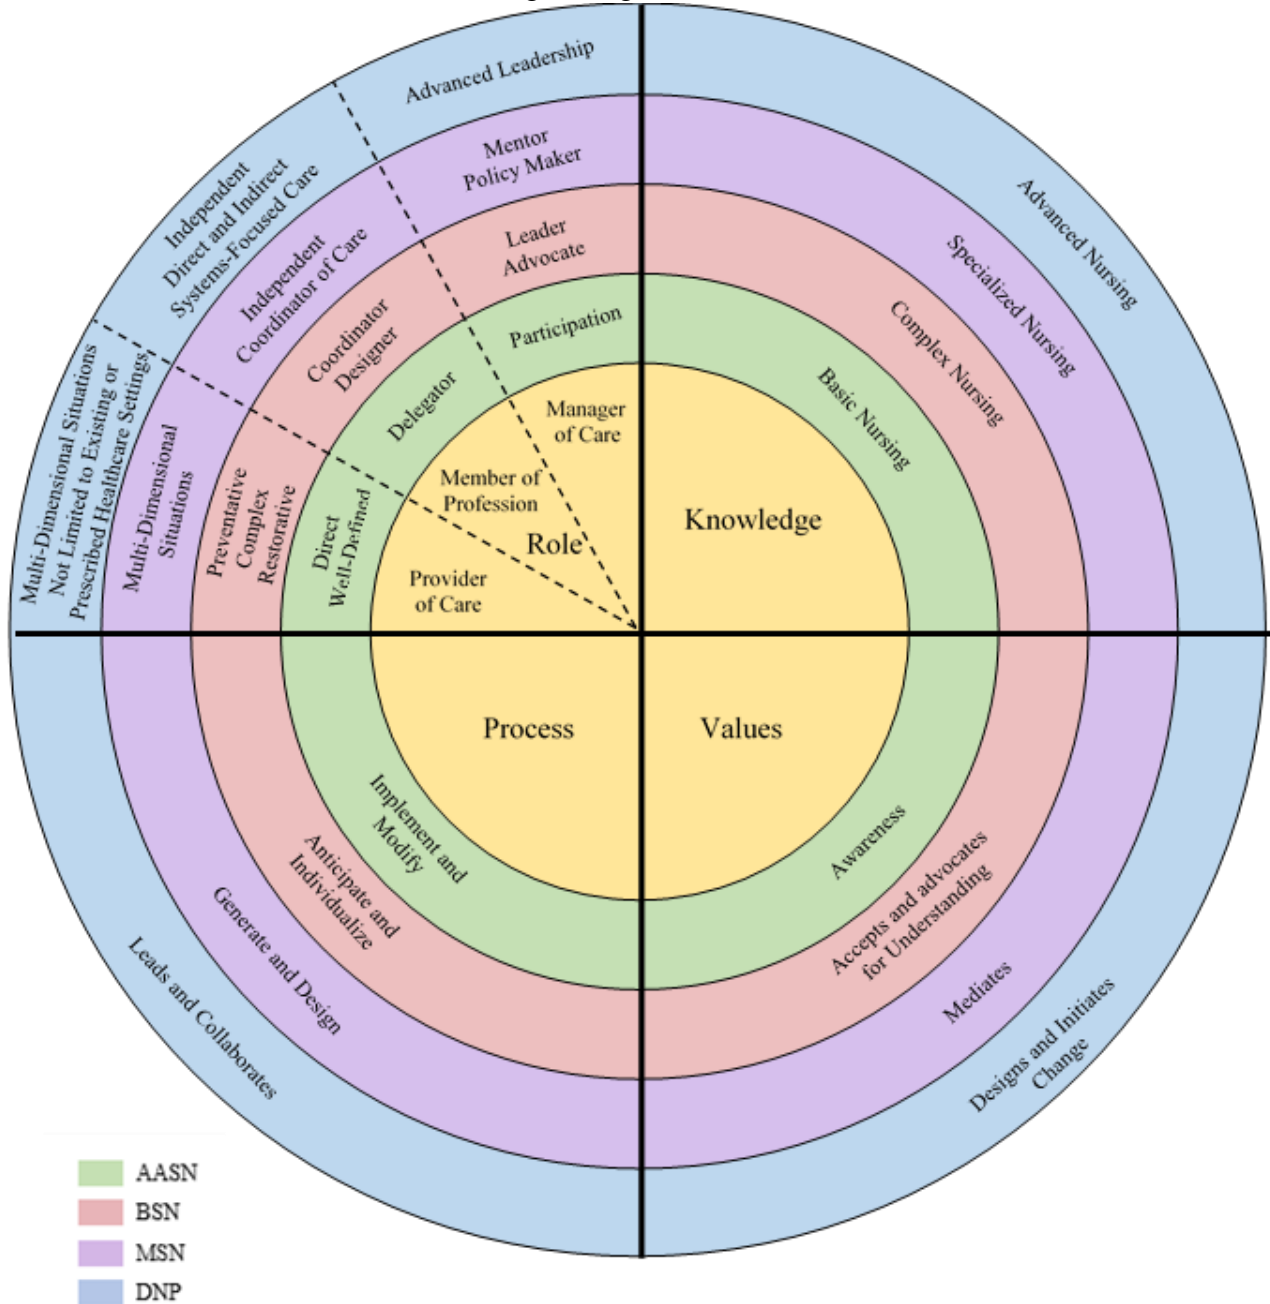 Advanced Leadership
Mentor
Policy Maker
Leader
Advocate
Participation
Manager
of Care
Independent
Direct and Indirect
Systems-Focused Care
Independent
Coordinator of Care
Coordinator
Designer
Delegator
Member of
Profession
Role
Multi-Dimensional Situations
Not Limited to Existing or
Prescribed Healthcare Settings
Multi-Dimensional
Situations
Preventative
Complex
Restorative
Direct
Well-Defined
Provider
of Care
Advanced Nursing
Specialized Nursing
Complex Nursing
Basic Nursing
Knowledge
Process
Implement and
Modify
Anticipate and
Individualize
Generate and Design
Leads and Collaborates
Values
Awareness
Accepts and advocates
for Understanding
Mediates
Designs and Initiates
Change
AASN
BSN
MSN
DNP